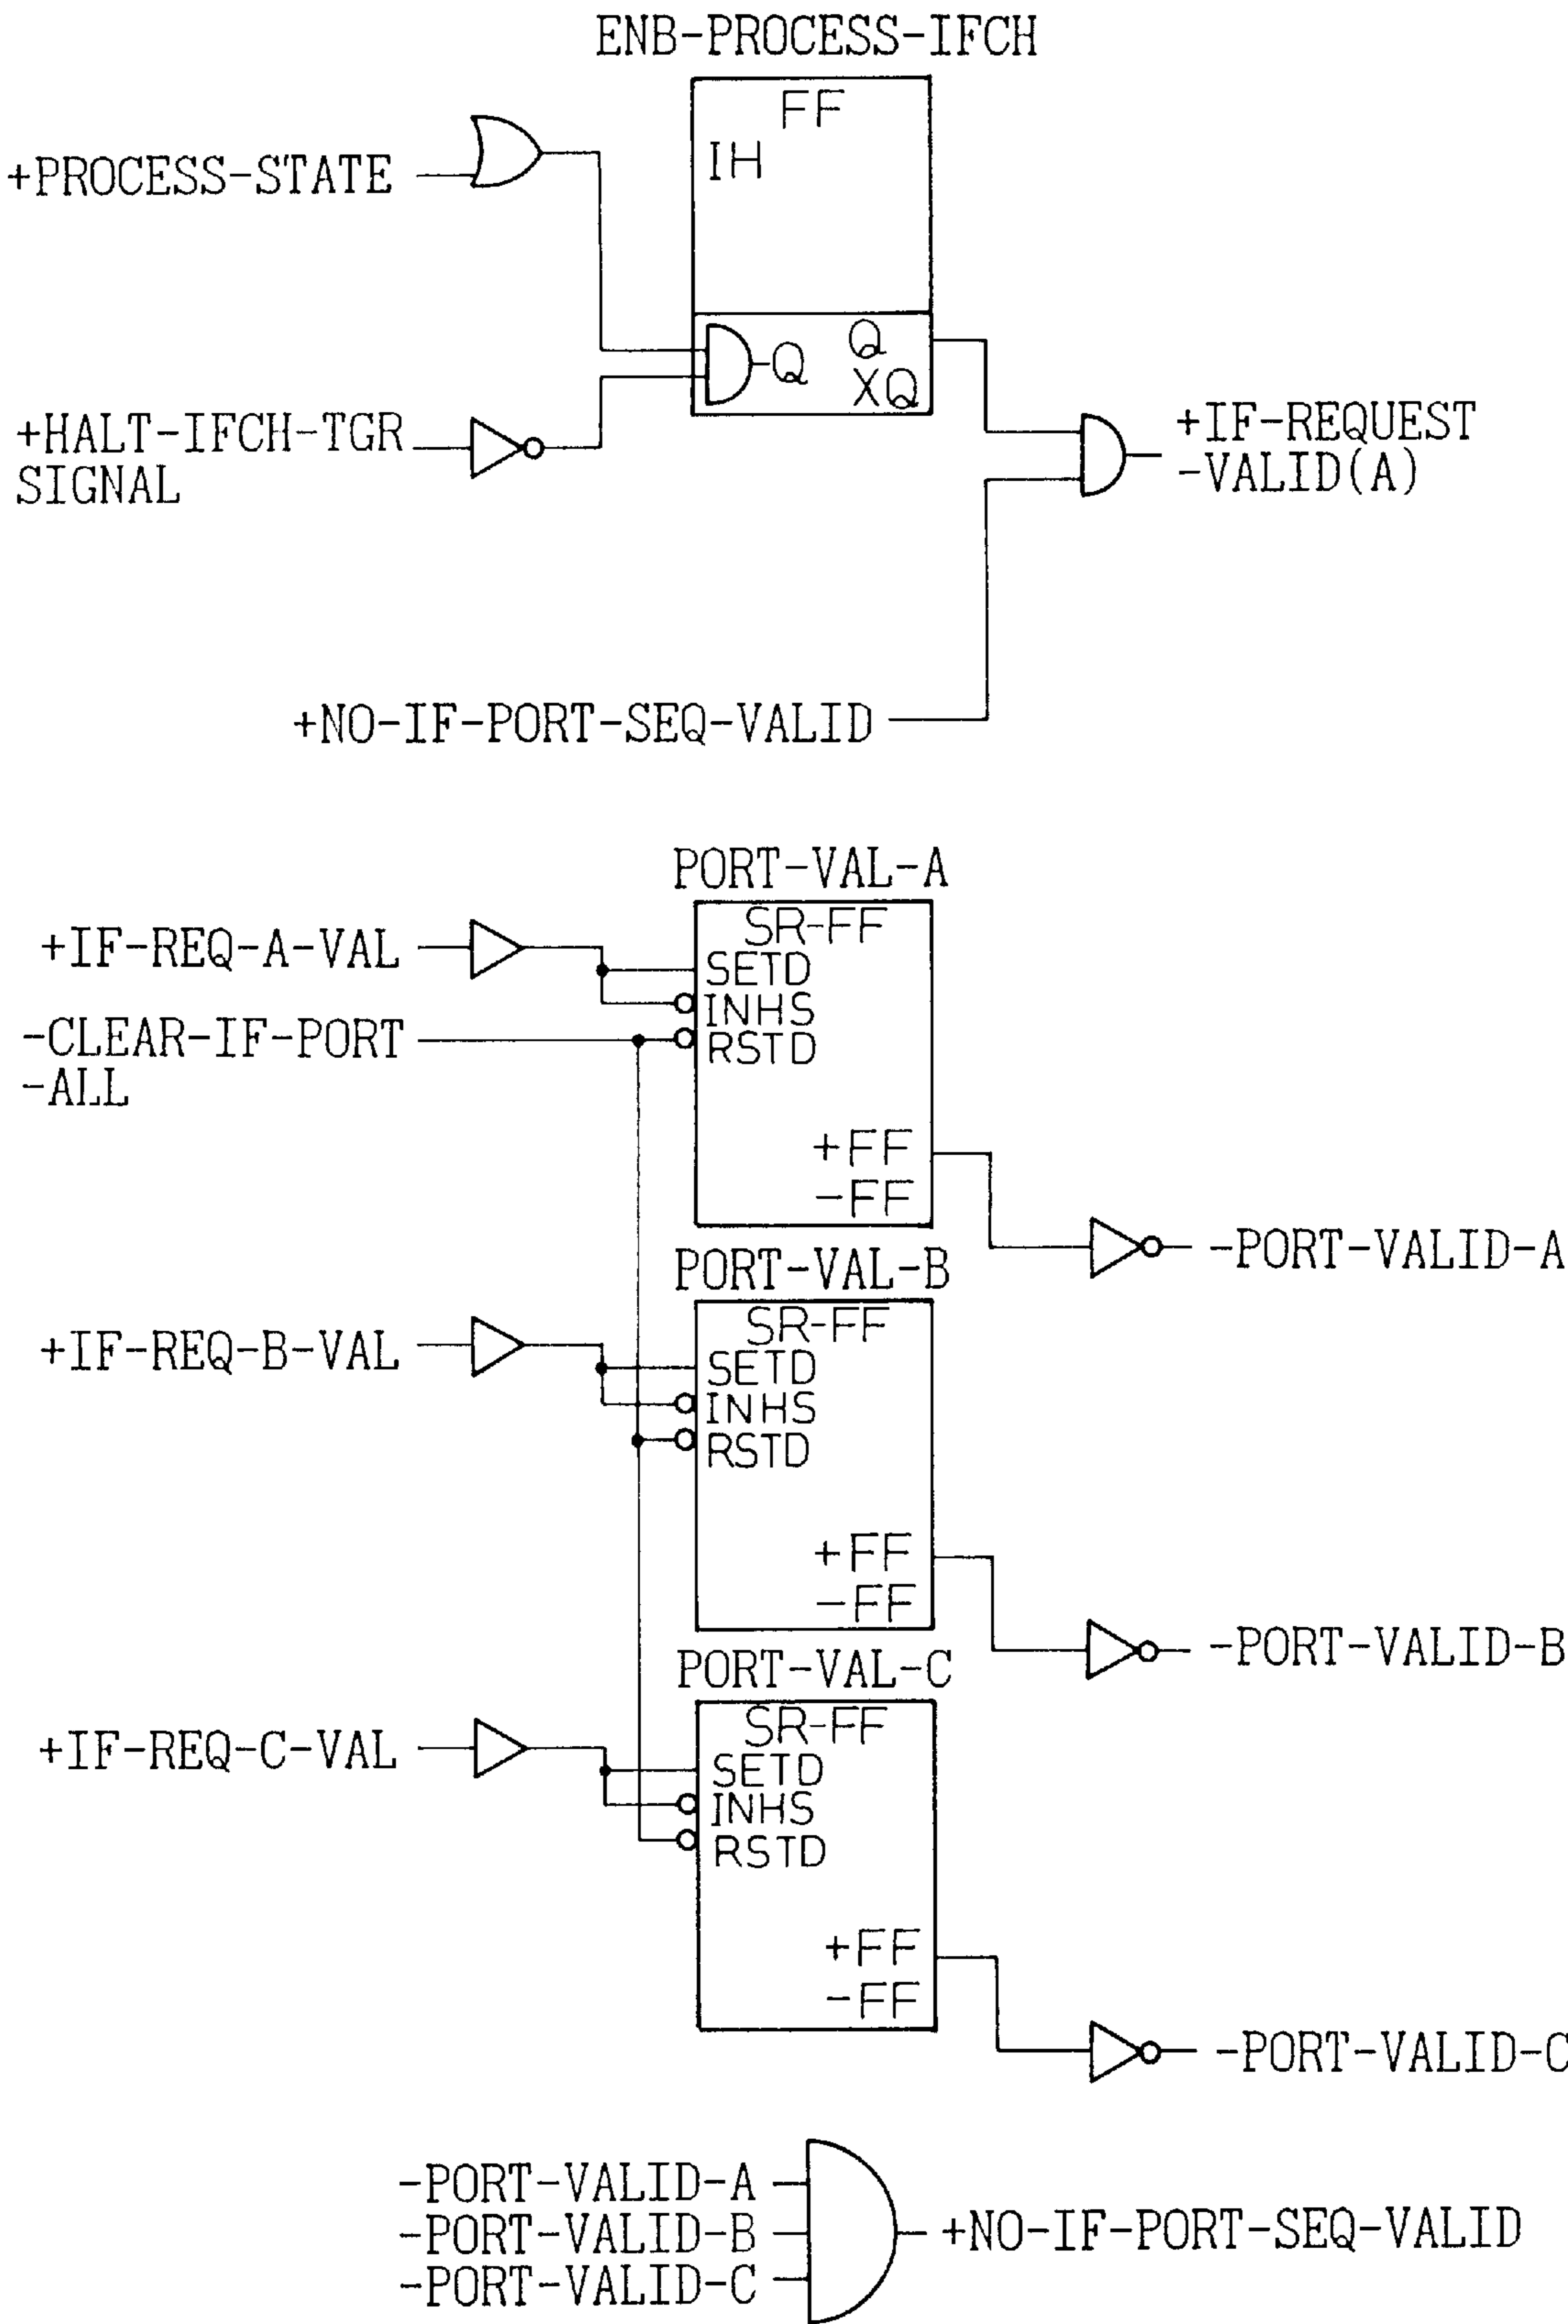 ENB-PROCESS-IFCH
FF
IH
+PROCESS-STATE
Q
Q
XQ
+HALT-IFCH-TGR
SIGNAL
+IF-REQUEST
-VALID(A)
+NO-IF-PORT-SEQ-VALID
PORT-VAL-A
SR-FF
+IF-REQ-A-VAL
SETD
INHS
-CLEAR-IF-PORT
-ALL
RSTD
+FF
-FF
-PORT-VALID-A
PORT-VAL-B
SR-FF
+IF-REQ-B-VAL
SETD
INHS
RSTD
+FF
-FF
-PORT-VALID-B
PORT-VAL-C
SR-FF
+IF-REQ-C-VAL
SETD
INHS
RSTD
+FF
-FF
-PORT-VALID-C
-PORT-VALID-A
-PORT-VALID-B
-PORT-VALID-C
+NO-IF-PORT-SEQ-VALID